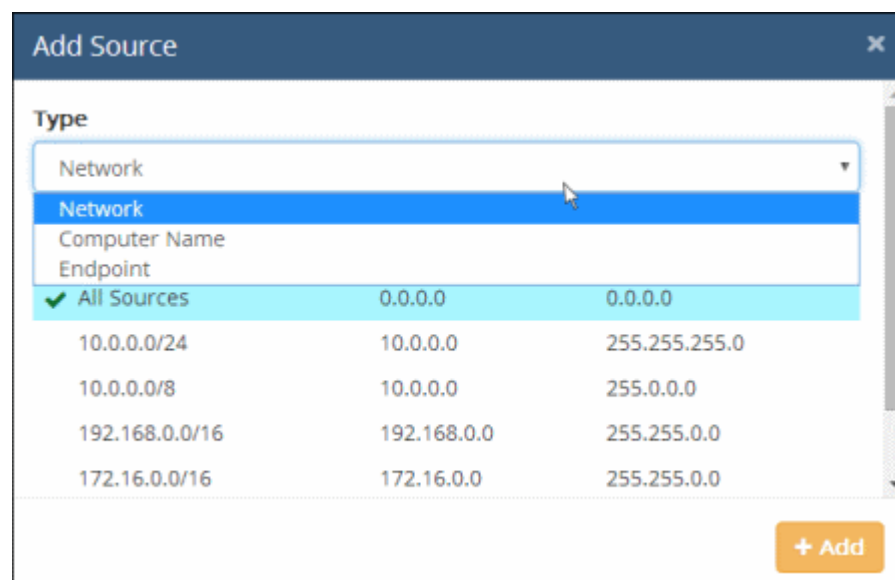 Add Source ×
Type
Network
Network
Computer Name
Endpoint
All Sources 0.0.0.0 0.0.0.0
10.0.0.0/24 10.0.0.0 255.255.255.0
10.0.0.0/8 10.0.0.0 255.0.0.0
192.168.0.0/16 192.168.0.0 255.255.0.0
172.16.0.0/16 172.16.0.0 255.255.0.0
+ Add